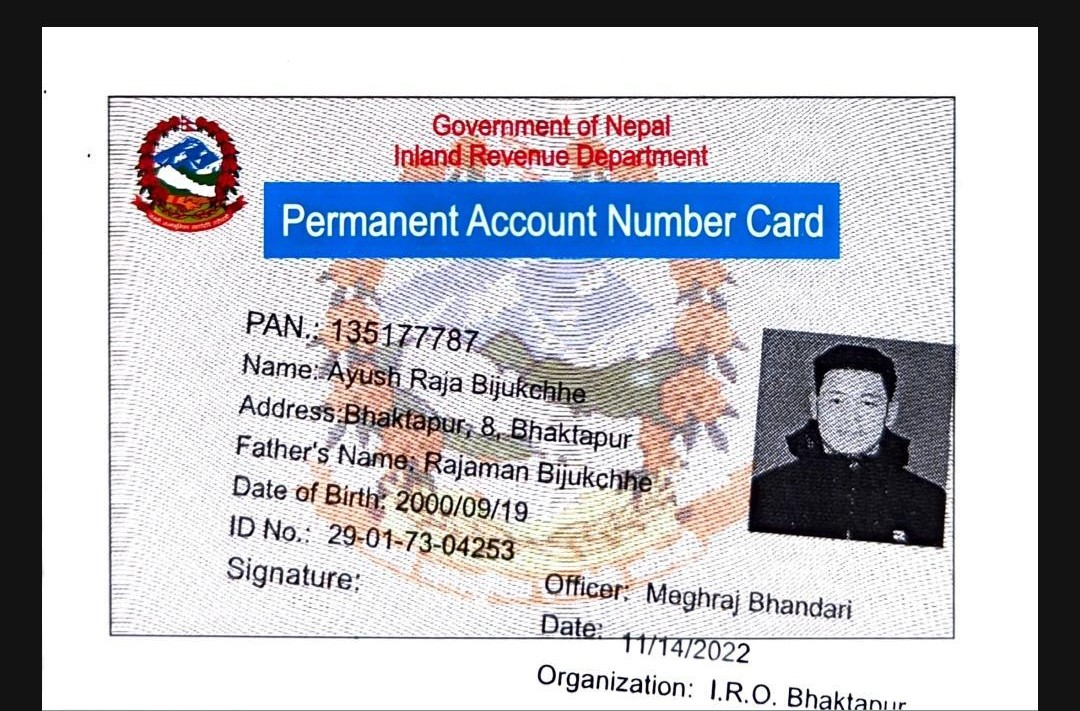 Government of Nepal
Inland Revenue Department
Permanent Account Number Card
PAN.: 135177787
Name: Ayush Raja Bijukchhe
Address:Bhaktapur, 8, Bhaktapur
Father's Name: Rajaman Bijukchhe
Date of Birth: 2000/09/19
ID No.: 29-01-73-04253
Signature:
Officer: Meghraj Bhandari
Date: 11/14/2022
Organization: I.R.O. Bhaktapur